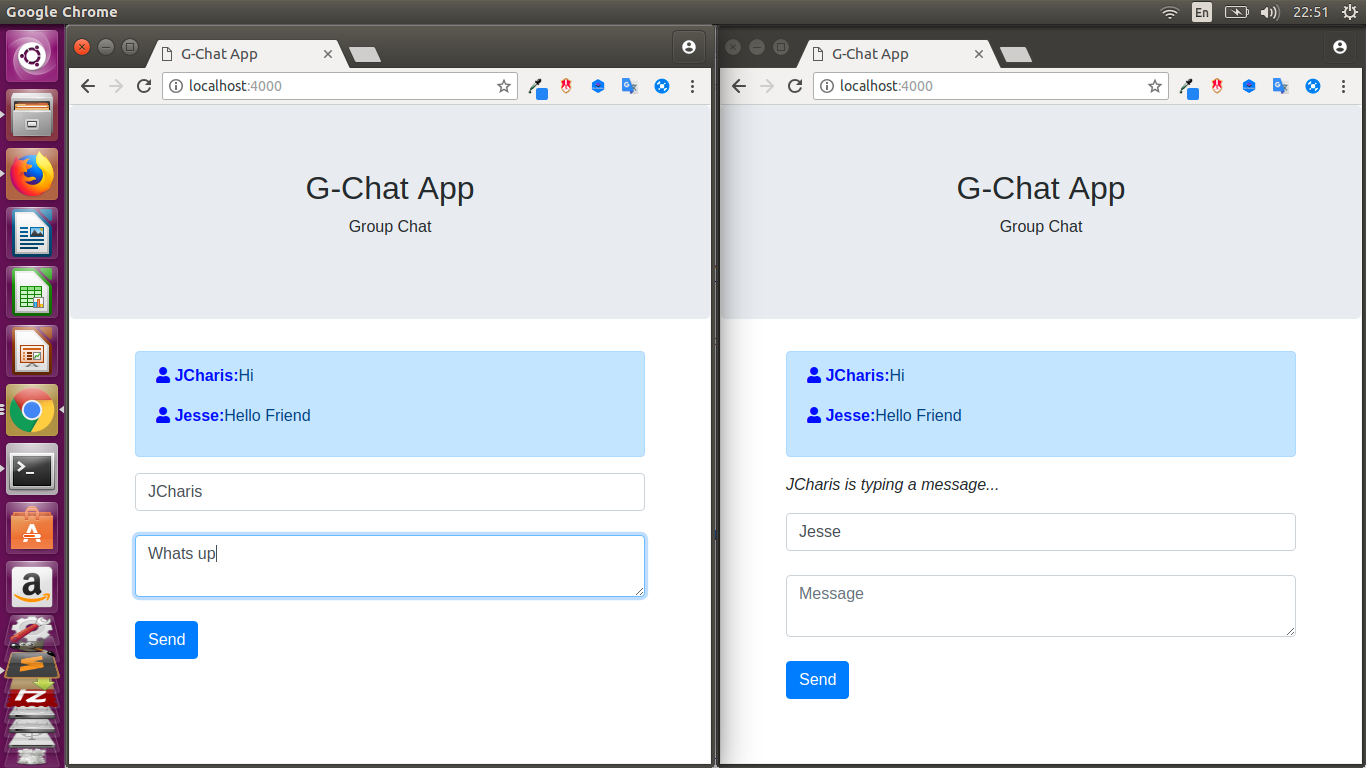 Google Chrome
En
22:51
G-Chat App
localhost:4000
G-Chat App
Group Chat
JCharis:Hi
Jesse:Hello Friend
JCharis
Whats up
Send
G-Chat App
localhost:4000
G-Chat App
Group Chat
JCharis:Hi
Jesse:Hello Friend
JCharis is typing a message...
Jesse
Message
Send